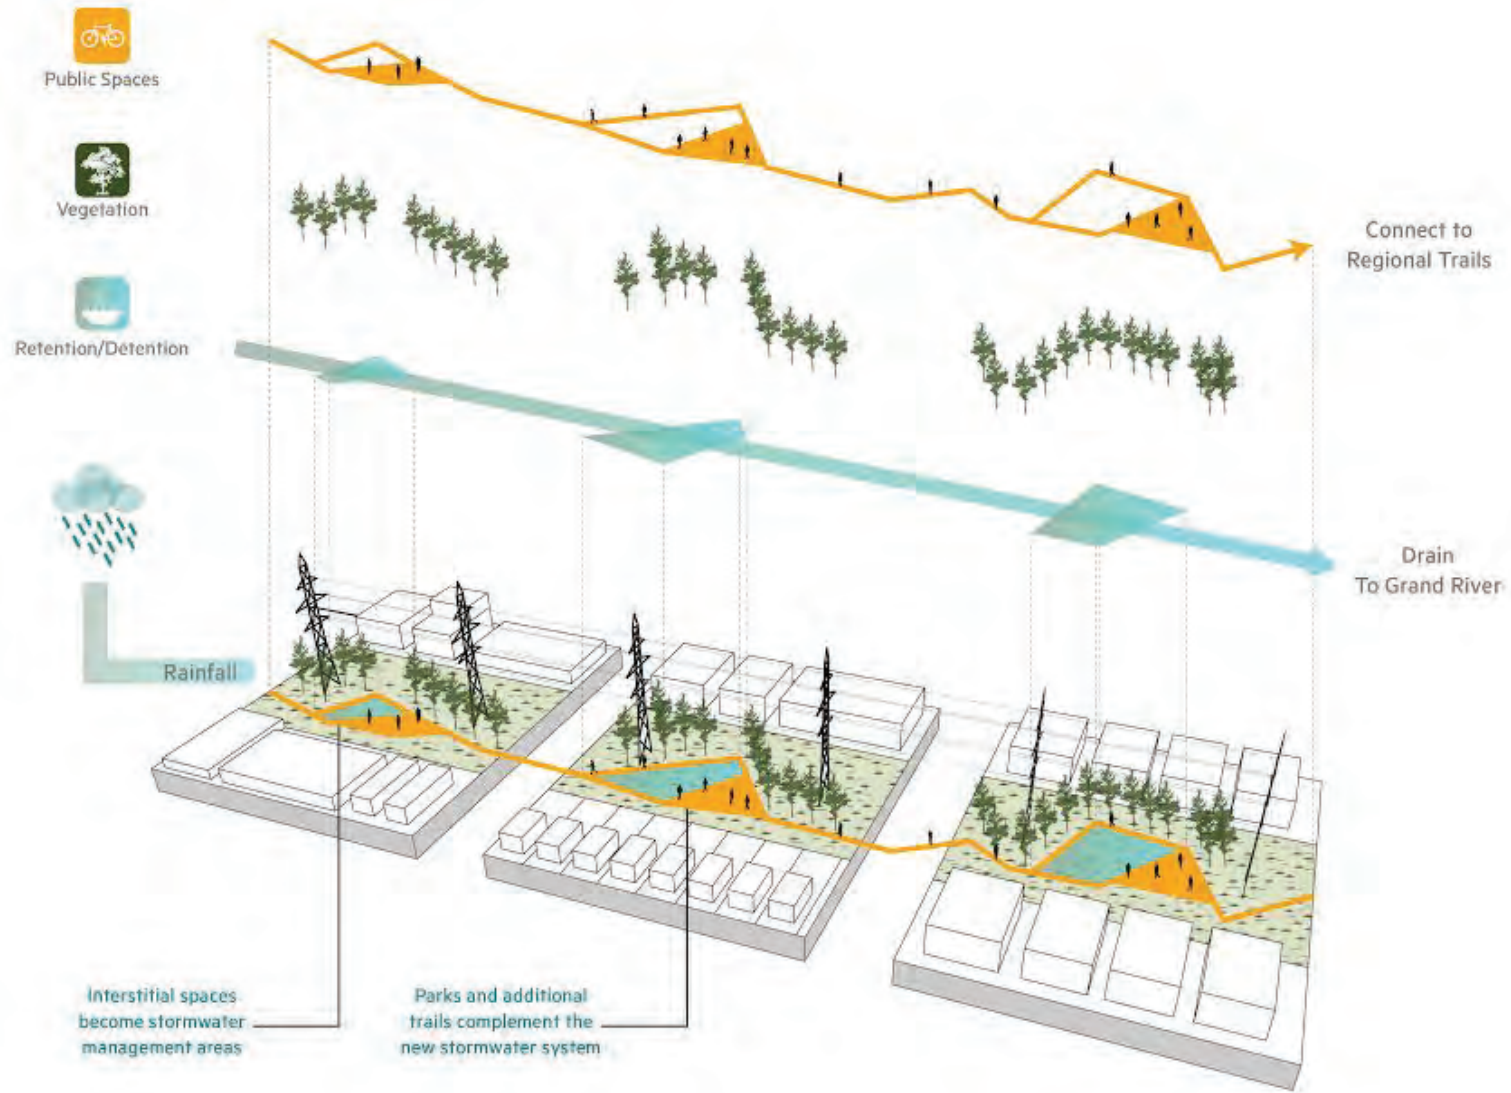 Public Spaces
Vegetation
Retention/Detention
Connect to
Regional Trails
Drain
To Grand River
Rainfall
Interstitial spaces
become stormwater
management areas
Parks and additional
trails complement the
new stormwater system